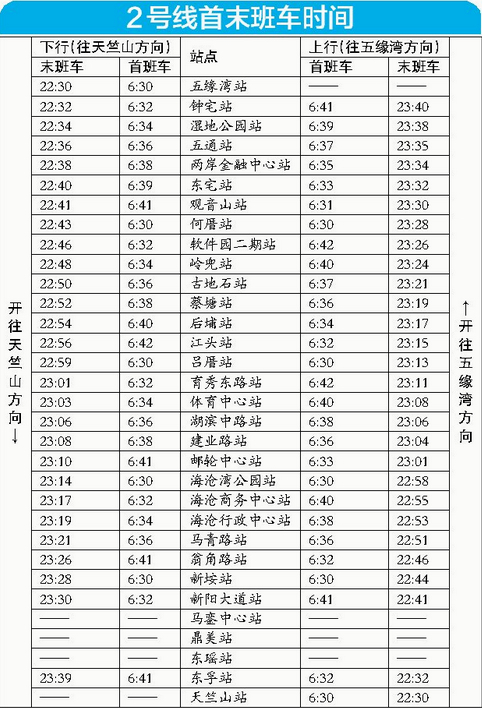 2号线首末班车时间
下行(往天竺山方向) 站点 上行(往五缘湾方向)
末班车 首班车 首班车 末班车
22:30 6:30 五缘湾站 —— ——
22:32 6:32 钟宅站 6:41 23:40
22:34 6:34 湿地公园站 6:39 23:38
22:36 6:36 五通站 6:37 23:35
22:38 6:38 两岸金融中心站 6:35 23:34
22:40 6:39 东宅站 6:33 23:32
22:41 6:41 观音山站 6:31 23:30
22:43 6:30 何厝站 6:30 23:28
22:46 6:32 软件园二期站 6:42 23:26
22:48 6:34 岭兜站 6:40 23:24
22:50 6:36 古地石站 6:37 23:21
22:52 6:38 蔡塘站 6:36 23:19
22:54 6:40 后埔站 6:34 23:17
22:56 6:42 江头站 6:32 23:15
22:59 6:30 吕厝站 6:30 23:13
23:01 6:32 育秀东路站 6:42 23:11
23:03 6:34 体育中心站 6:40 23:08
23:06 6:36 湖滨中路站 6:38 23:06
23:08 6:38 建业路站 6:36 23:04
23:10 6:41 邮轮中心站 6:33 23:01
23:14 6:30 海沧湾公园站 6:30 22:58
23:17 6:32 海沧商务中心站 6:40 22:55
23:19 6:34 海沧行政中心站 6:38 22:53
23:21 6:36 马青路站 6:36 22:51
23:26 6:41 翁角路站 6:32 22:46
23:28 6:30 新垵站 6:30 22:44
23:30 6:32 新阳大道站 6:41 22:41
—— —— 马銮中心站 —— ——
—— —— 鼎美站 —— ——
—— —— 东瑶站 —— ——
23:39 6:41 东孚站 6:32 22:32
—— —— 天竺山站 6:30 22:30
开往天竺山方向→
←开往五缘湾方向